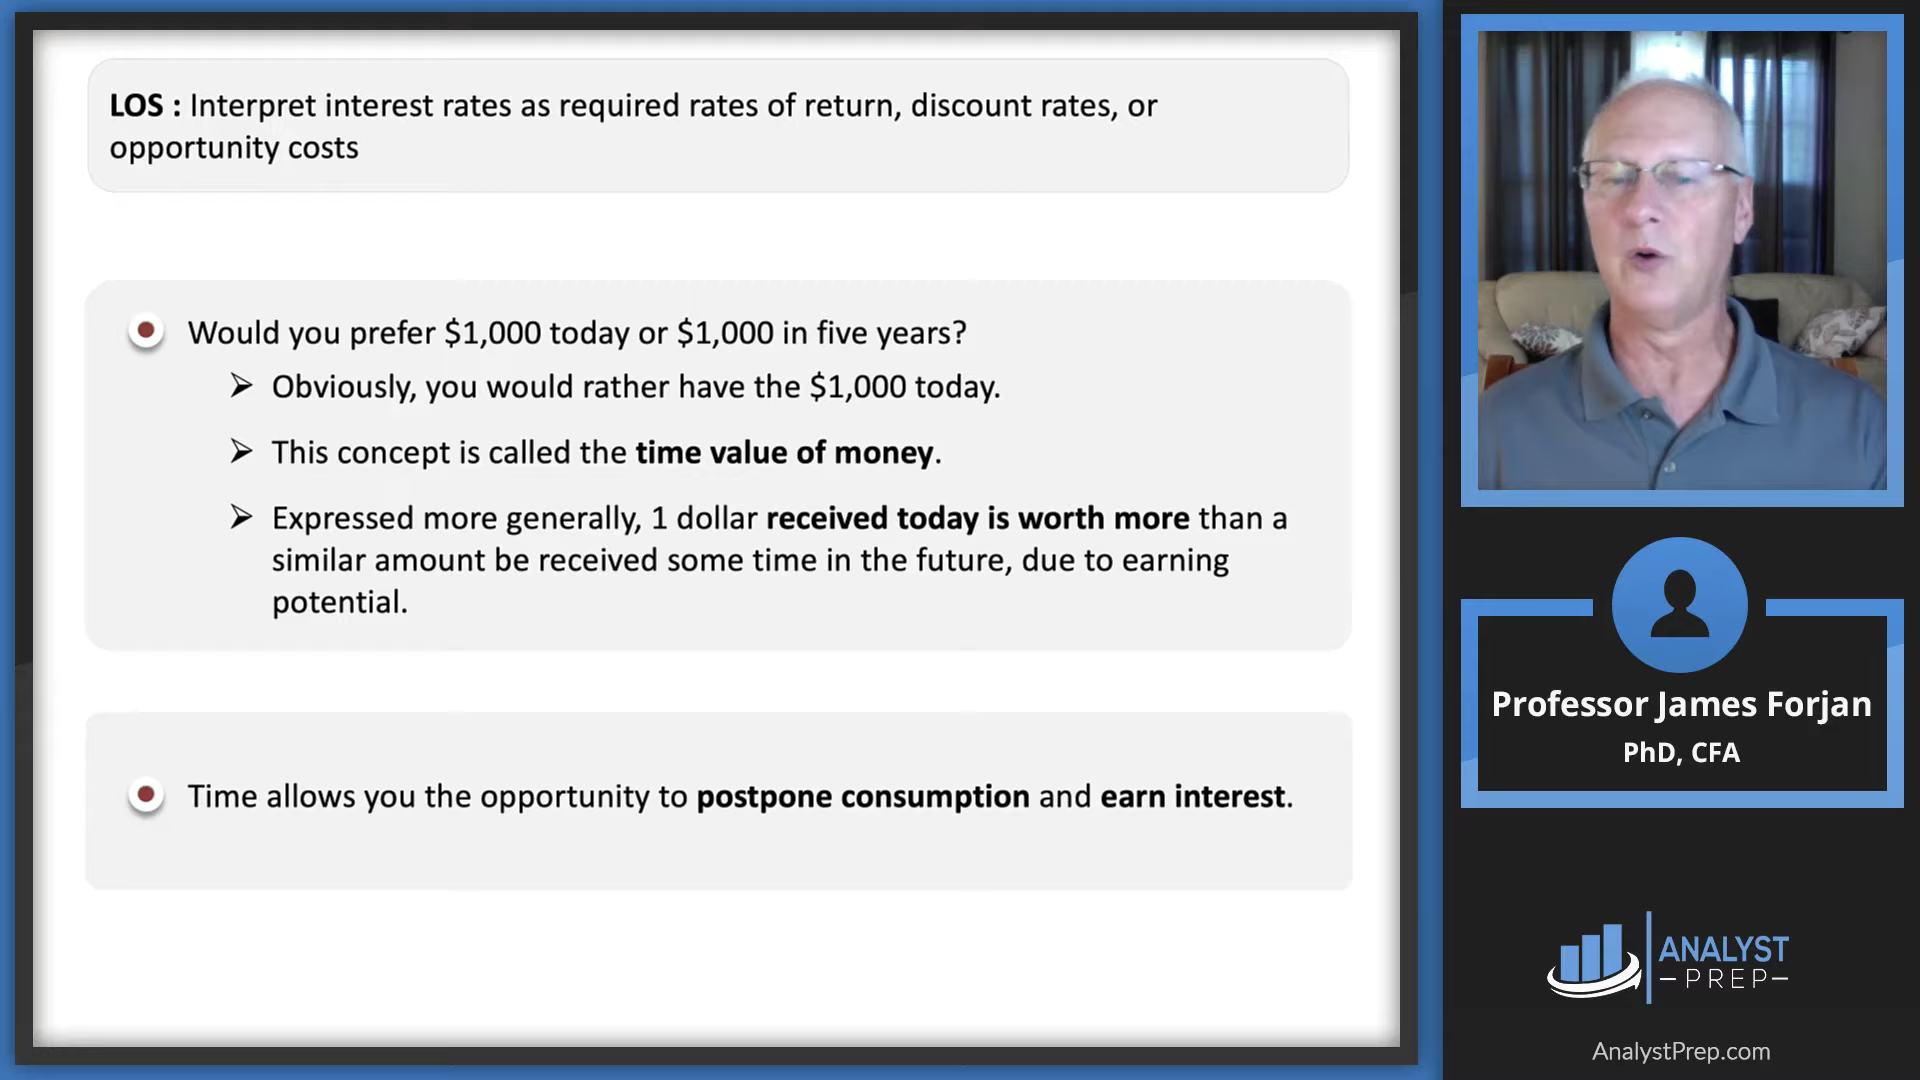 LOS : Interpret interest rates as required rates of return, discount rates, or
opportunity costs
Would you prefer $1,000 today or $1,000 in five years?
Obviously, you would rather have the $1,000 today.
This concept is called the time value of money.
Expressed more generally, 1 dollar received today is worth more than a
similar amount be received some time in the future, due to earning
potential.
Time allows you the opportunity to postpone consumption and earn interest.
Professor James Forjan
PhD, CFA
ANALYST
PREP
AnalystPrep.com